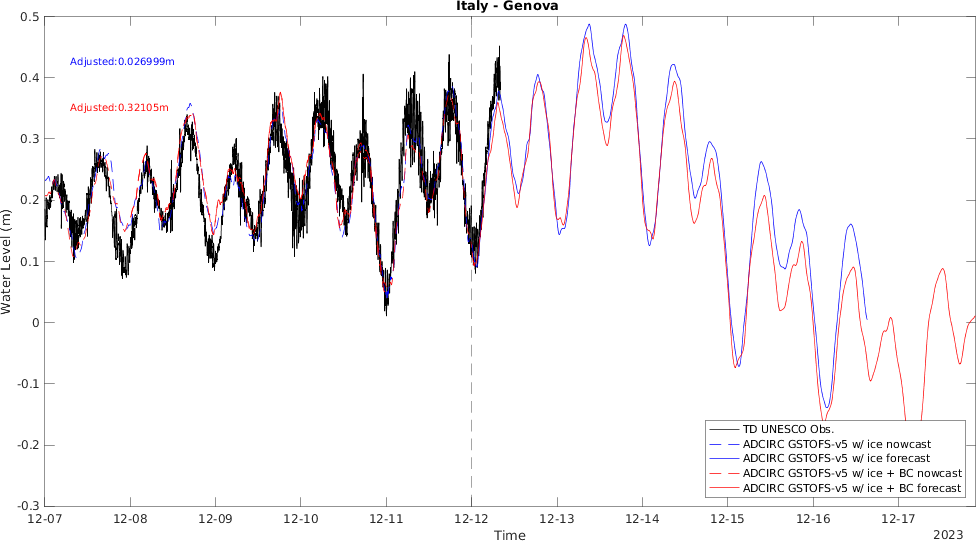 Italy - Genova
0.5
0.4
0.3
0.2
0.1
0
-0.1
-0.2
-0.3
Water Level (m)
Adjusted:0.026999m
Adjusted:0.32105m
TD UNESCO Obs.
ADCIRC GSTOFS-v5 w/ ice nowcast
ADCIRC GSTOFS-v5 w/ ice forecast
ADCIRC GSTOFS-v5 w/ ice + BC nowcast
ADCIRC GSTOFS-v5 w/ ice + BC forecast
12-07 12-08 12-09 12-10 12-11 12-12 12-13 12-14 12-15 12-16 12-17
Time
2023